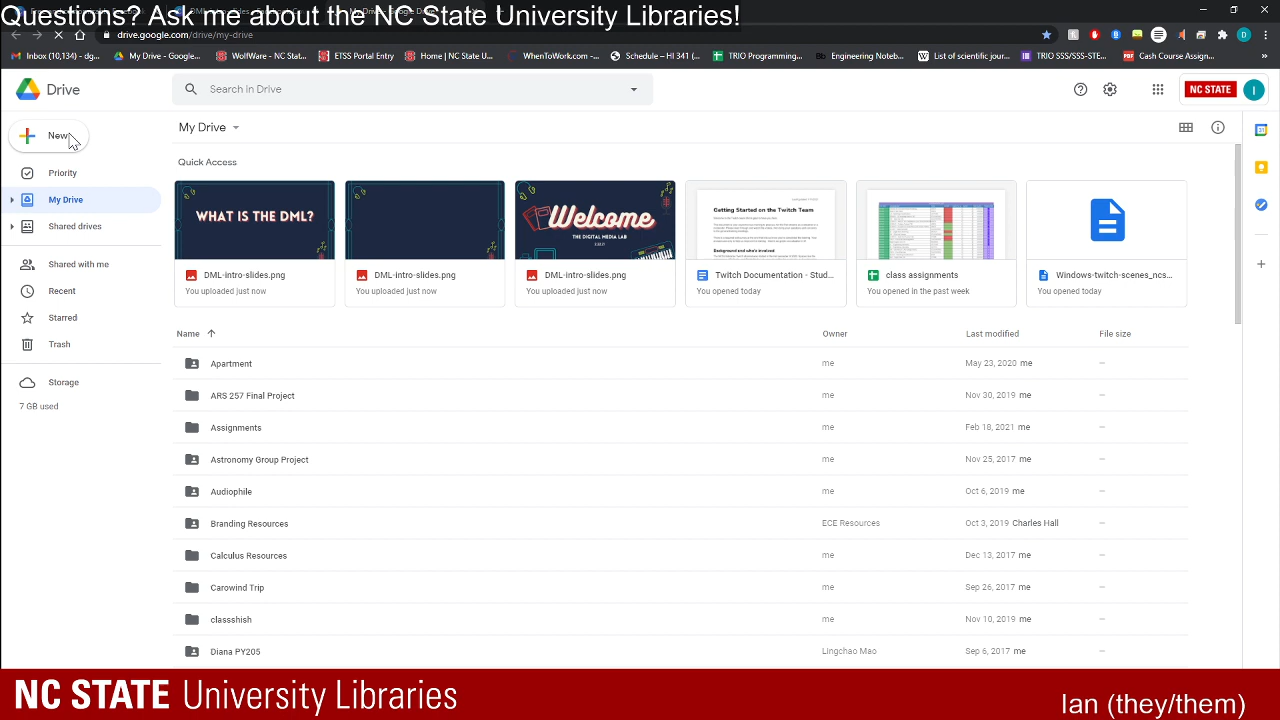 Questions? Ask me about the NC State University Libraries!
drive.google.com/drive/my-drive
Inbox (10,134) - dg...
My Drive - Google...
WolfWare - NC Stat...
ETSS Portal Entry
Home | NC State U...
WhenToWork.com -...
Schedule – HI 341 (...
TRIO Programming...
Engineering Noteb...
List of scientific jour...
TRIO SSS/SSS-STE...
Cash Course Assign...
Drive
Search in Drive
NC STATE
I
New
My Drive
Priority
My Drive
Shared drives
Shared with me
Recent
Starred
Trash
Storage
7 GB used
Quick Access
WHAT IS THE DML?
Welcome
THE DIGITAL MEDIA LAB
Getting Started on the Twitch Team
DML-intro-slides.png
You uploaded just now
DML-intro-slides.png
You uploaded just now
DML-intro-slides.png
You uploaded just now
Twitch Documentation - Stud...
You opened today
class assignments
You opened in the past week
Windows-twitch-scenes_ncs...
You opened today
Name Owner Last modified File size
Apartment me May 23, 2020 me –
ARS 257 Final Project me Nov 30, 2019 me –
Assignments me Feb 18, 2021 me –
Astronomy Group Project me Nov 25, 2017 me –
Audiophile me Oct 6, 2019 me –
Branding Resources ECE Resources Oct 3, 2019 Charles Hall –
Calculus Resources me Dec 13, 2017 me –
Carowind Trip me Sep 26, 2017 me –
classshish me Nov 10, 2019 me –
Diana PY205 Lingchao Mao Sep 6, 2017 me –
NC STATE University Libraries
Ian (they/them)